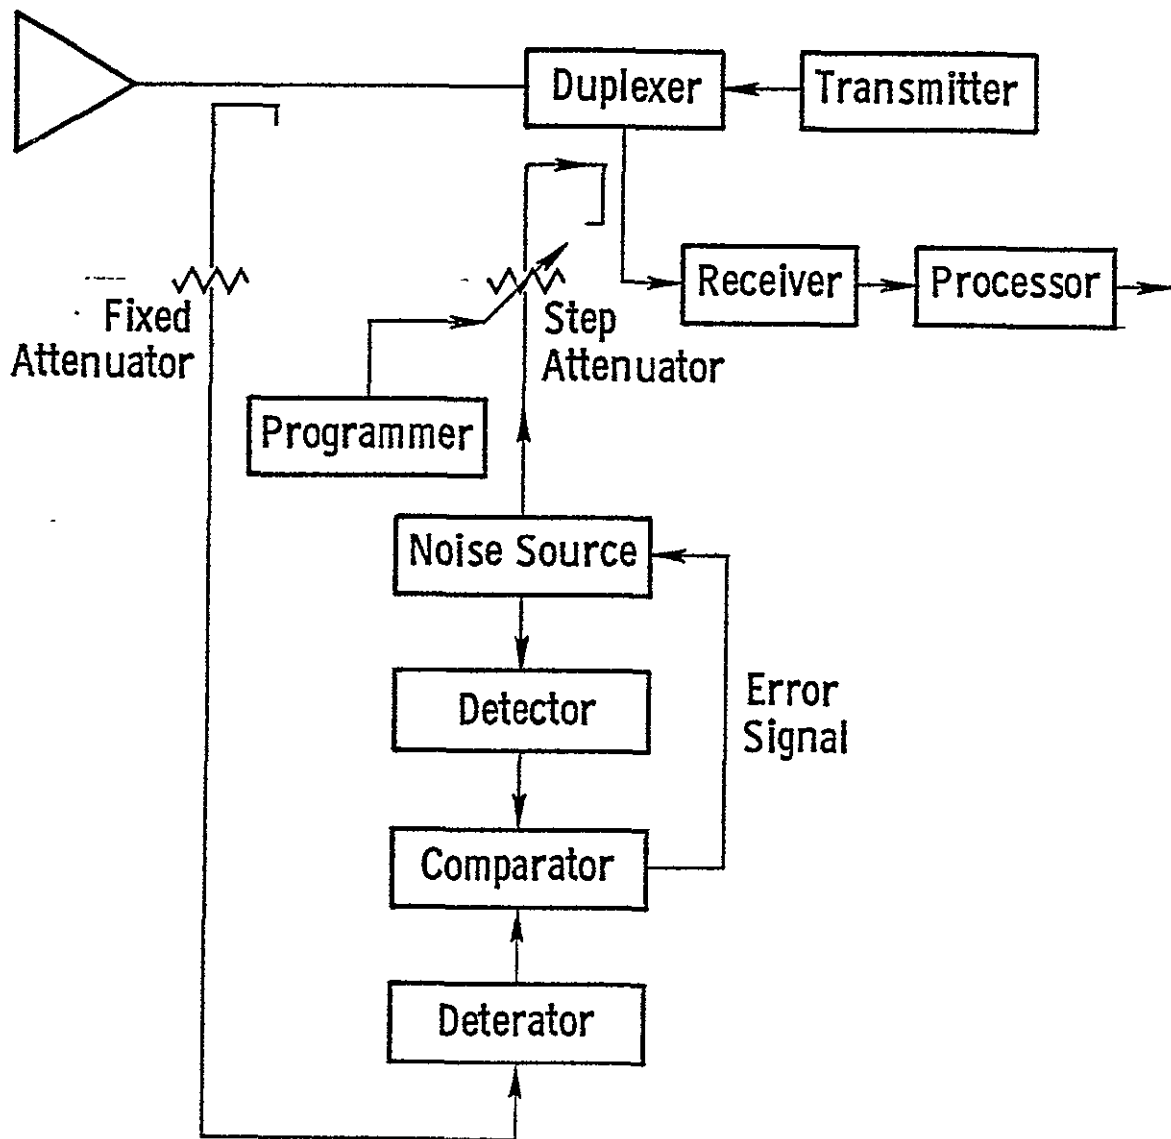 Duplexer
Transmitter
Receiver
Processor
Fixed
Attenuator
Step
Attenuator
Programmer
Noise Source
Detector
Error
Signal
Comparator
Deterator